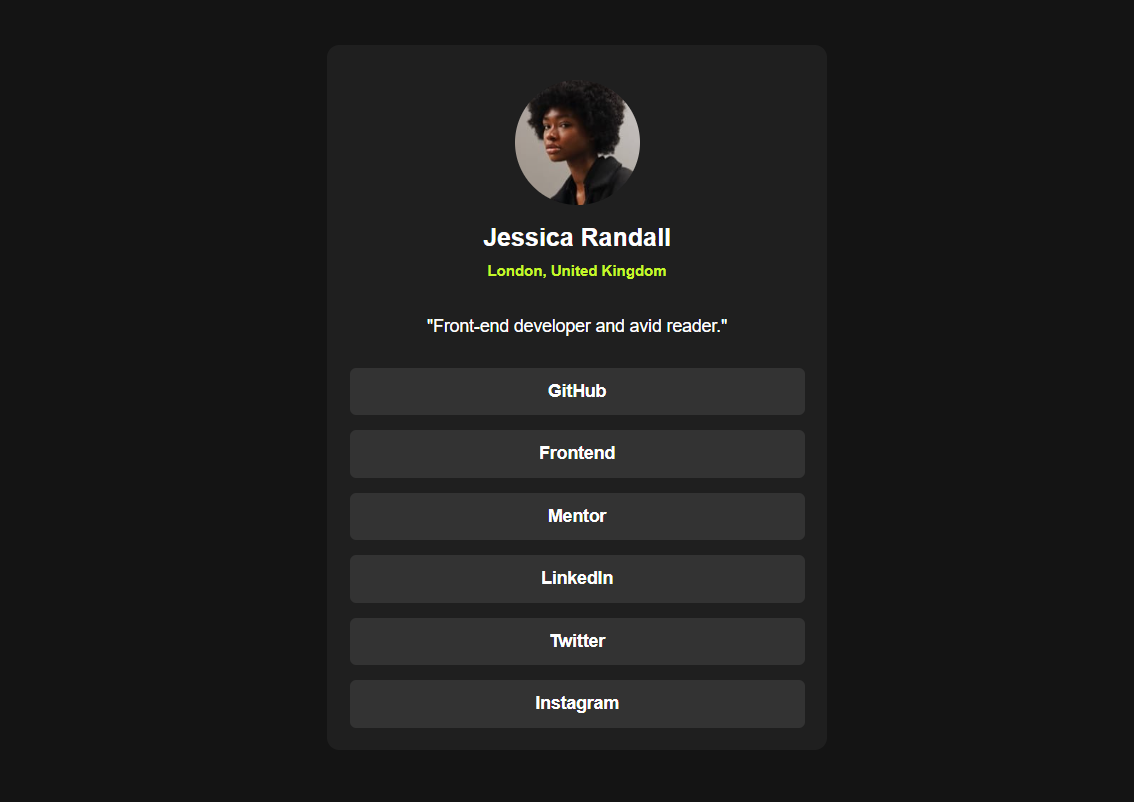 Jessica Randall
London, United Kingdom
"Front-end developer and avid reader."
GitHub
Frontend
Mentor
LinkedIn
Twitter
Instagram